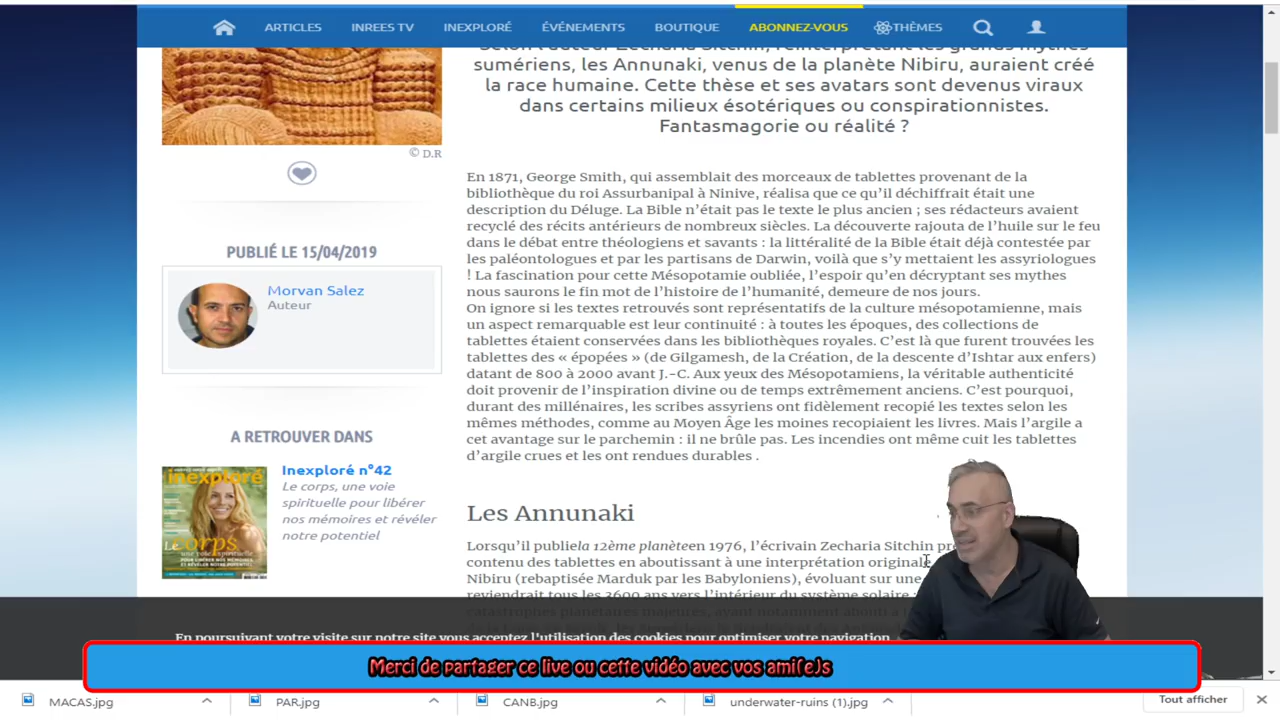 ARTICLES INREES TV INEXPLORÉ ÉVÉNEMENTS BOUTIQUE ABONNEZ-VOUS THÈMES
Selon l'auteur Zecharia Sitchin, réinterprétant les grands mythes
sumériens, les Annunaki, venus de la planète Nibiru, auraient créé
la race humaine. Cette thèse et ses avatars sont devenus viraux
dans certains milieux ésotériques ou conspirationnistes.
Fantasmagorie ou réalité ?
© D.R
PUBLIÉ LE 15/04/2019
Morvan Salez
Auteur
A RETROUVER DANS
inexploré
Le corps
Inexploré n°42
Le corps, une voie
spirituelle pour libérer
nos mémoires et révéler
notre potentiel
En 1871, George Smith, qui assemblait des morceaux de tablettes provenant de la
bibliothèque du roi Assurbanipal à Ninive, réalisa que ce qu’il déchiffrait était une
description du Déluge. La Bible n’était pas le texte le plus ancien ; ses rédacteurs avaient
recyclé des récits antérieurs de nombreux siècles. La découverte rajouta de l’huile sur le feu
dans le débat entre théologiens et savants : la littéralité de la Bible était déjà contestée par
les paléontologues et par les partisans de Darwin, voilà que s’y mettaient les assyriologues
! La fascination pour cette Mésopotamie oubliée, l’espoir qu’en décryptant ses mythes
nous saurons le fin mot de l’histoire de l’humanité, demeure de nos jours.
On ignore si les textes retrouvés sont représentatifs de la culture mésopotamienne, mais
un aspect remarquable est leur continuité : à toutes les époques, des collections de
tablettes étaient conservées dans les bibliothèques royales. C’est là que furent trouvées les
tablettes des « épopées » (de Gilgamesh, de la Création, de la descente d’Ishtar aux enfers)
datant de 800 à 2000 avant J.-C. Aux yeux des Mésopotamiens, la véritable authenticité
doit provenir de l’inspiration divine ou de temps extrêmement anciens. C’est pourquoi,
durant des millénaires, les scribes assyriens ont fidèlement recopié les textes selon les
mêmes méthodes, comme au Moyen Âge les moines recopiaient les livres. Mais l’argile a
cet avantage sur le parchemin : il ne brûle pas. Les incendies ont même cuit les tablettes
d’argile crues et les ont rendues durables .
Les Annunaki
Lorsqu’il publiela 12ème planèteen 1976, l’écrivain Zecharia Sitchin
contenu des tablettes en aboutissant à une interprétation originale
Nibiru (rebaptisée Marduk par les Babyloniens), évoluant sur une
reviendrait tous les 3600 ans vers l’intérieur du système solaire
catastrophes planétaires majeures, ayant notamment abouti à
En poursuivant votre visite sur notre site vous acceptez l'utilisation des cookies pour optimiser votre navigation
Merci de partager ce live ou cette vidéo avec vos ami(e)s
MACAS.jpg PAR.jpg CANB.jpg underwater-ruins (1).jpg Tout afficher